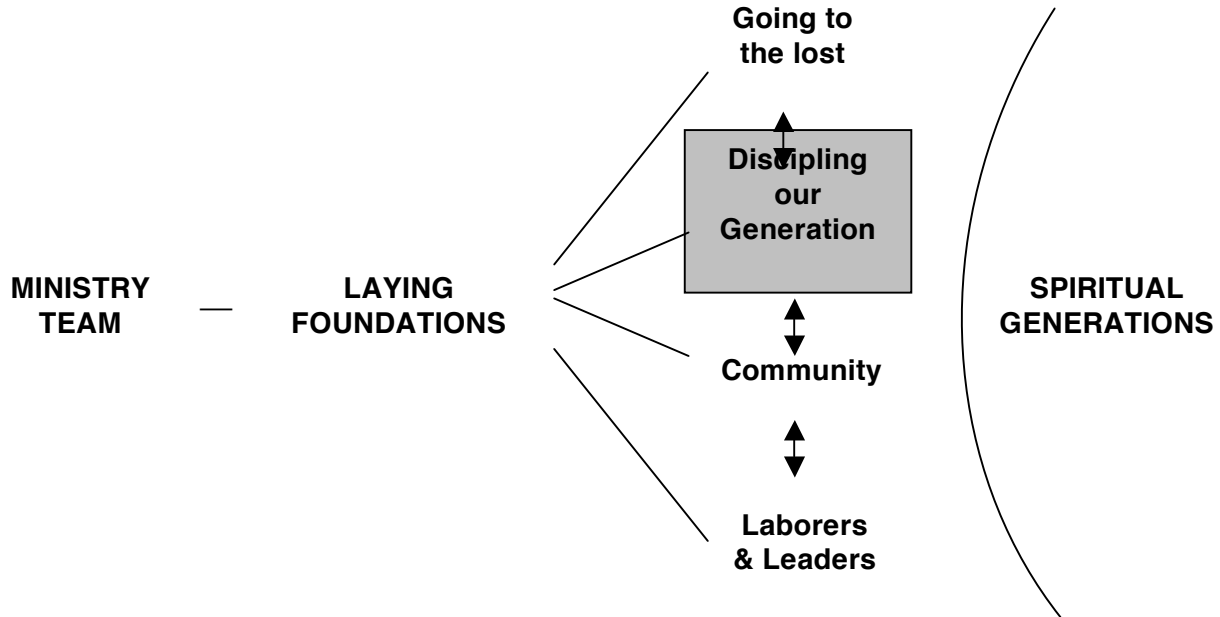 Going to
the lost
Discipling
our
Generation
MINISTRY
TEAM
LAYING
FOUNDATIONS
SPIRITUAL
GENERATIONS
Community
Laborers
& Leaders